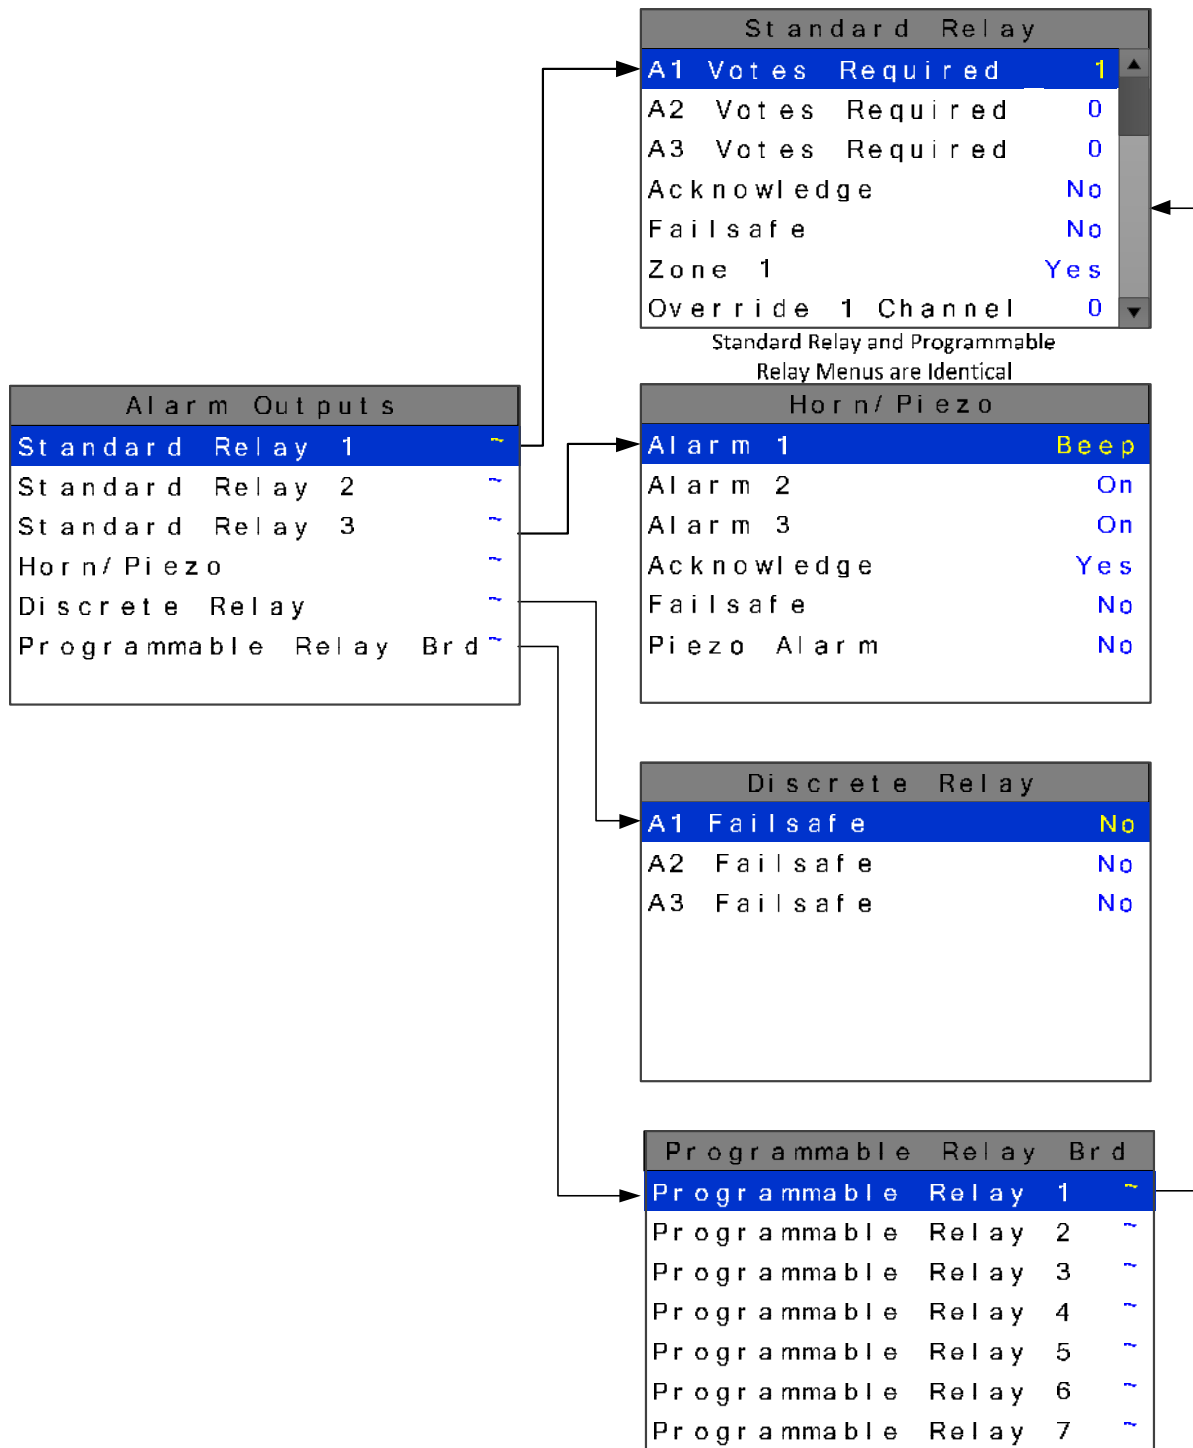 Standard Relay
A1 Votes Required 1
A2 Votes Required 0
A3 Votes Required 0
Acknowledge No
Failsafe No
Zone 1 Yes
Override 1 Channel 0
Standard Relay and Programmable
Relay Menus are Identical
Alarm Outputs
Standard Relay 1 ~
Standard Relay 2 ~
Standard Relay 3 ~
Horn/Piezo ~
Discrete Relay ~
Programmable Relay Brd~
Horn/Piezo
Alarm 1 Beep
Alarm 2 On
Alarm 3 On
Acknowledge Yes
Failsafe No
Piezo Alarm No
Discrete Relay
A1 Failsafe No
A2 Failsafe No
A3 Failsafe No
Programmable Relay Brd
Programmable Relay 1 ~
Programmable Relay 2 ~
Programmable Relay 3 ~
Programmable Relay 4 ~
Programmable Relay 5 ~
Programmable Relay 6 ~
Programmable Relay 7 ~